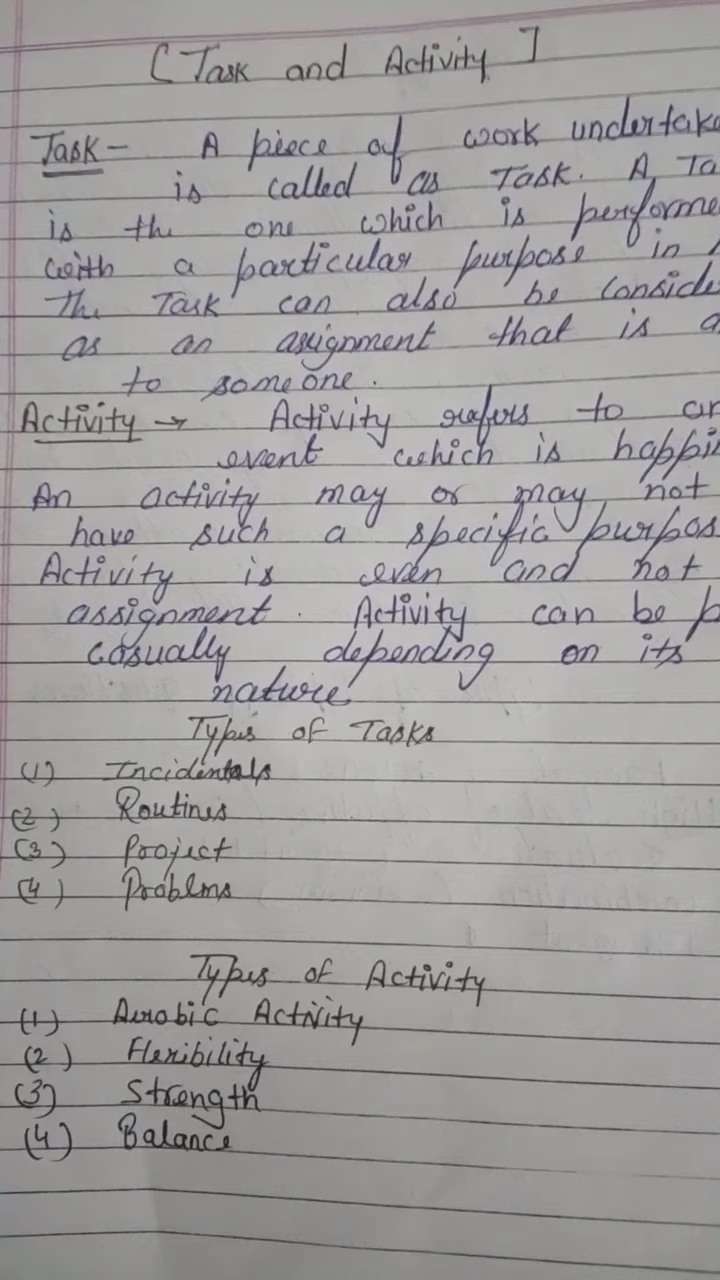 [Task and Activity]
Task - A piece of work undertake
is called as Task. A Ta
is the one which is performe
with a particular purpose in
The Task can also be conside
as an assignment that is a
to someone.
Activity → Activity refers to an
event which is happin
An activity may or may not
have such a specific purpos
Activity is even and not
assignment. Activity can be p
casually depending on its
nature.
Types of Tasks
(1) Incidentals
(2) Routines
(3) Project
(4) Problms
Types of Activity
(1) Aerobic Activity
(2) Flexibility
(3) Strength
(4) Balance